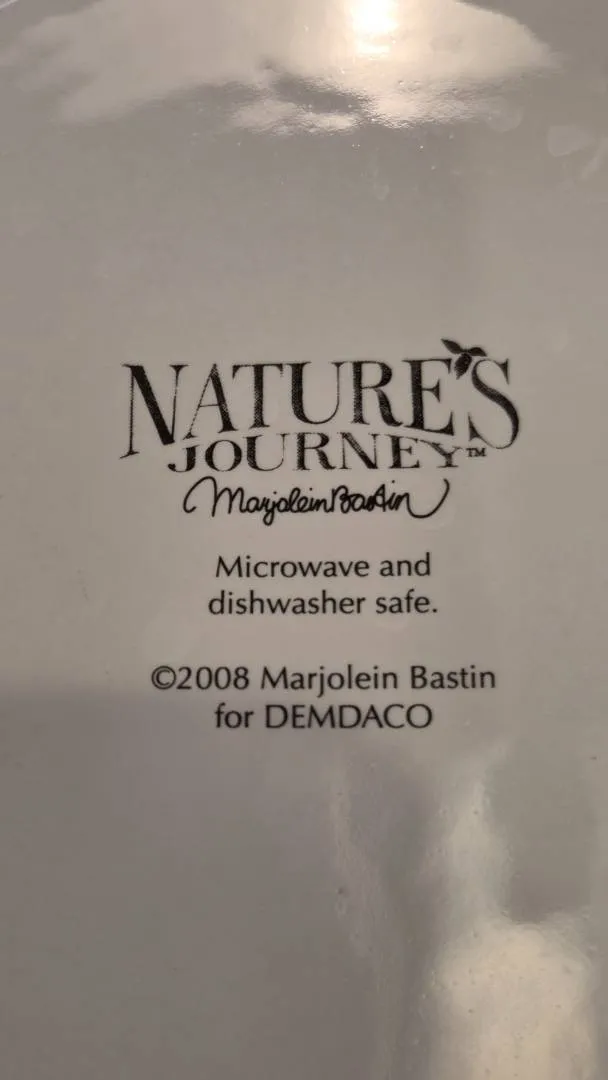 NATURE'S
JOURNEY™
Marjolein Bastin
Microwave and
dishwasher safe.
©2008 Marjolein Bastin
for DEMDACO